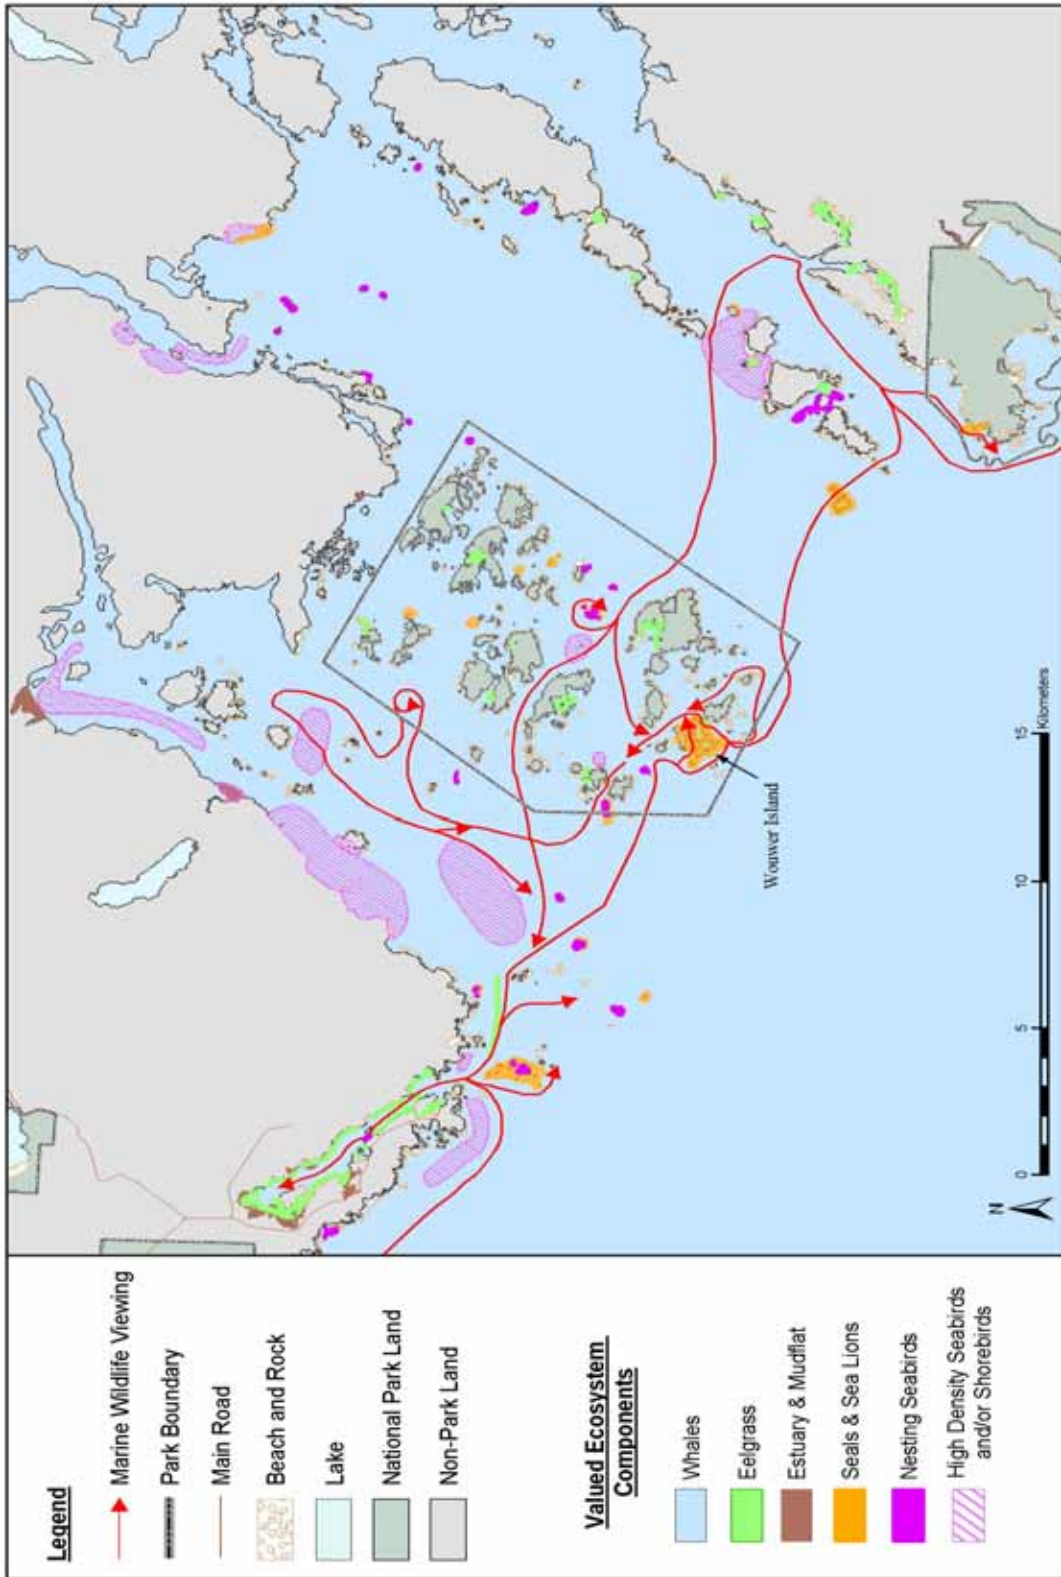 Legend
Marine Wildlife Viewing
Park Boundary
Main Road
Beach and Rock
Lake
National Park Land
Non-Park Land
Valued Ecosystem
Components
Whales
Eelgrass
Estuary & Mudflat
Seals & Sea Lions
Nesting Seabirds
High Density Seabirds
and/or Shorebirds
Wouwer Island
N
0 5 10 15
Kilometers